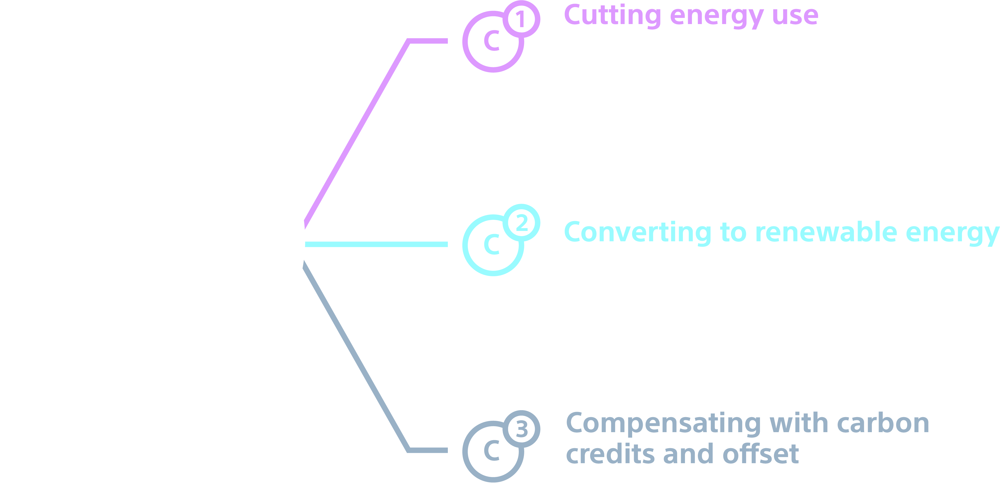 C 1 Cutting energy use
C 2 Converting to renewable energy
C 3 Compensating with carbon
credits and offset